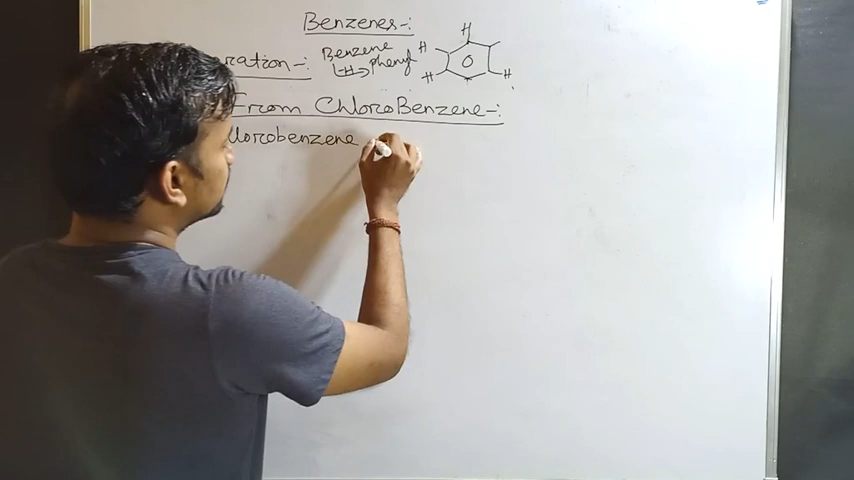 Benzenes-:
ration-: Benzene H
-H→ phenyl H H H
From ChloroBenzene-:
lorobenzene